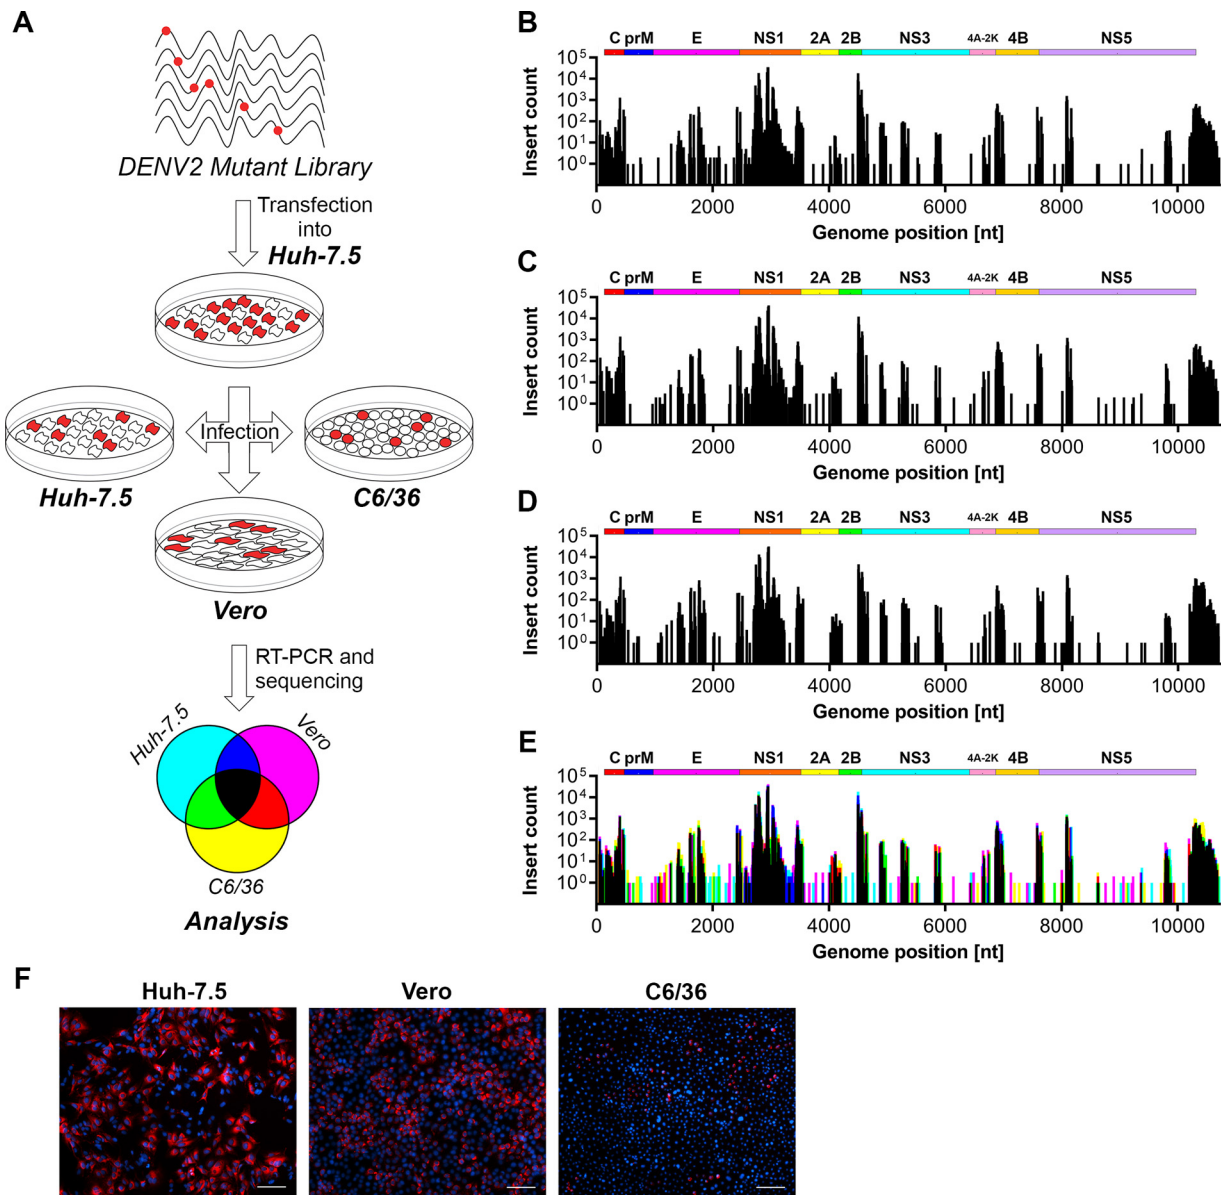 A
DENV2 Mutant Library
Transfection
into
Huh-7.5
Infection
Huh-7.5
C6/36
Vero
RT-PCR and
sequencing
Huh-7.5
Vero
C6/36
Analysis
B
C prM E NS1 2A 2B NS3 4A-2K 4B NS5
Insert count
10^5
10^4
10^3
10^2
10^1
10^0
0 2000 4000 6000 8000 10000
Genome position [nt]
C
C prM E NS1 2A 2B NS3 4A-2K 4B NS5
Insert count
10^5
10^4
10^3
10^2
10^1
10^0
0 2000 4000 6000 8000 10000
Genome position [nt]
D
C prM E NS1 2A 2B NS3 4A-2K 4B NS5
Insert count
10^5
10^4
10^3
10^2
10^1
10^0
0 2000 4000 6000 8000 10000
Genome position [nt]
E
C prM E NS1 2A 2B NS3 4A-2K 4B NS5
Insert count
10^5
10^4
10^3
10^2
10^1
10^0
0 2000 4000 6000 8000 10000
Genome position [nt]
F
Huh-7.5 Vero C6/36